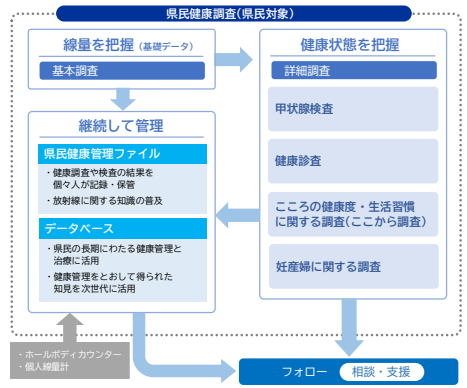 県民健康調査(県民対象)
線量を把握(基礎データ)
基本調査
継続して管理
県民健康管理ファイル
・健康調査や検査の結果を
個々人が記録・保管
・放射線に関する知識の普及
データベース
・県民の長期にわたる健康管理と
治療に活用
・健康管理をとおして得られた
知見を次世代に活用
健康状態を把握
詳細調査
甲状腺検査
健康診査
こころの健康度・生活習慣
に関する調査(ここから調査)
妊産婦に関する調査
・ホールボディカウンター
・個人線量計
フォロー 相談・支援